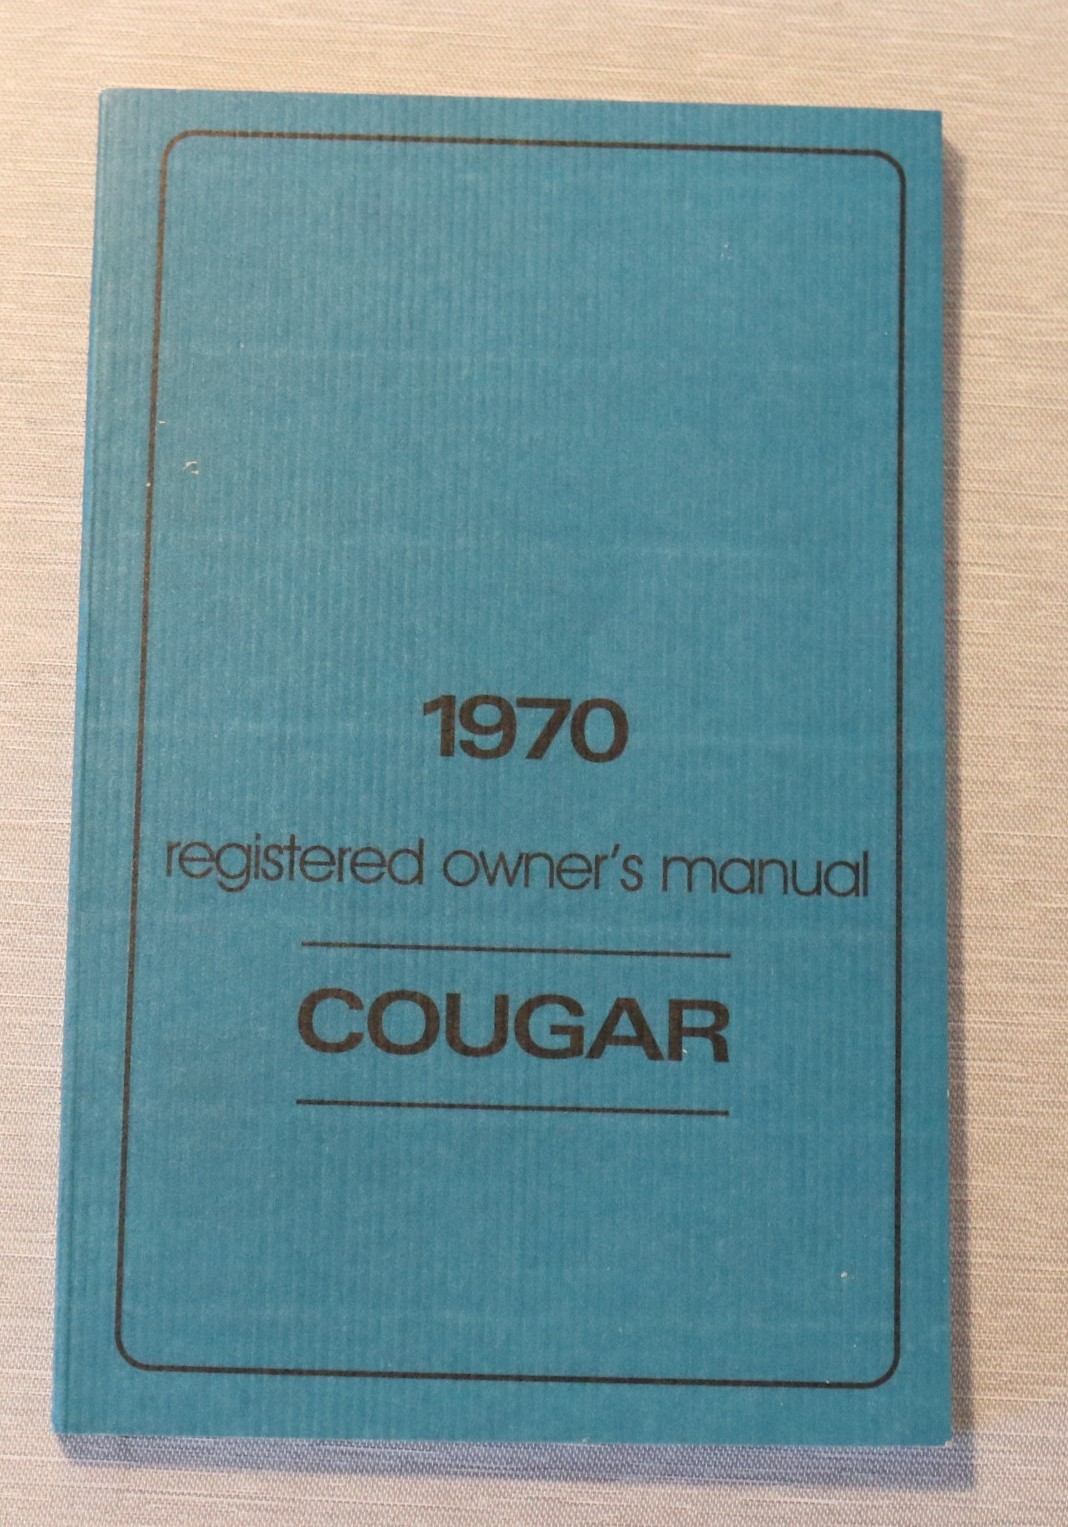 1970
registered owner's manual
COUGAR